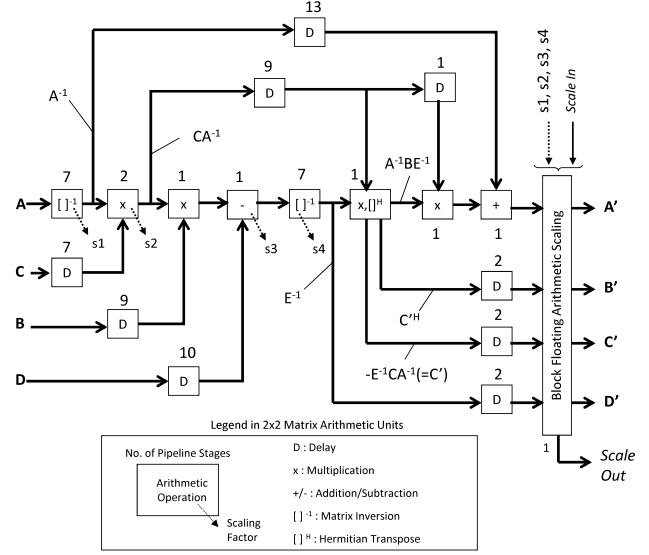 13
D
9
D
1
D
s1, s2, s3, s4
Scale In
A⁻¹
CA⁻¹
A⁻¹BE⁻¹
A
7
[ ]⁻¹
2
x
1
x
1
-
7
[ ]⁻¹
1
x,[]ᴴ
x
1
+
1
A'
s1
s2
s3
s4
C
7
D
B
9
D
D
10
D
E⁻¹
C'ᴴ
-E⁻¹CA⁻¹(=C')
2
D
B'
2
D
C'
2
D
D'
Block Floating Arithmetic Scaling
1
Scale
Out
Legend in 2x2 Matrix Arithmetic Units
No. of Pipeline Stages
Arithmetic
Operation
Scaling
Factor
D : Delay
x : Multiplication
+/- : Addition/Subtraction
[ ] ⁻¹ : Matrix Inversion
[ ] ᴴ : Hermitian Transpose